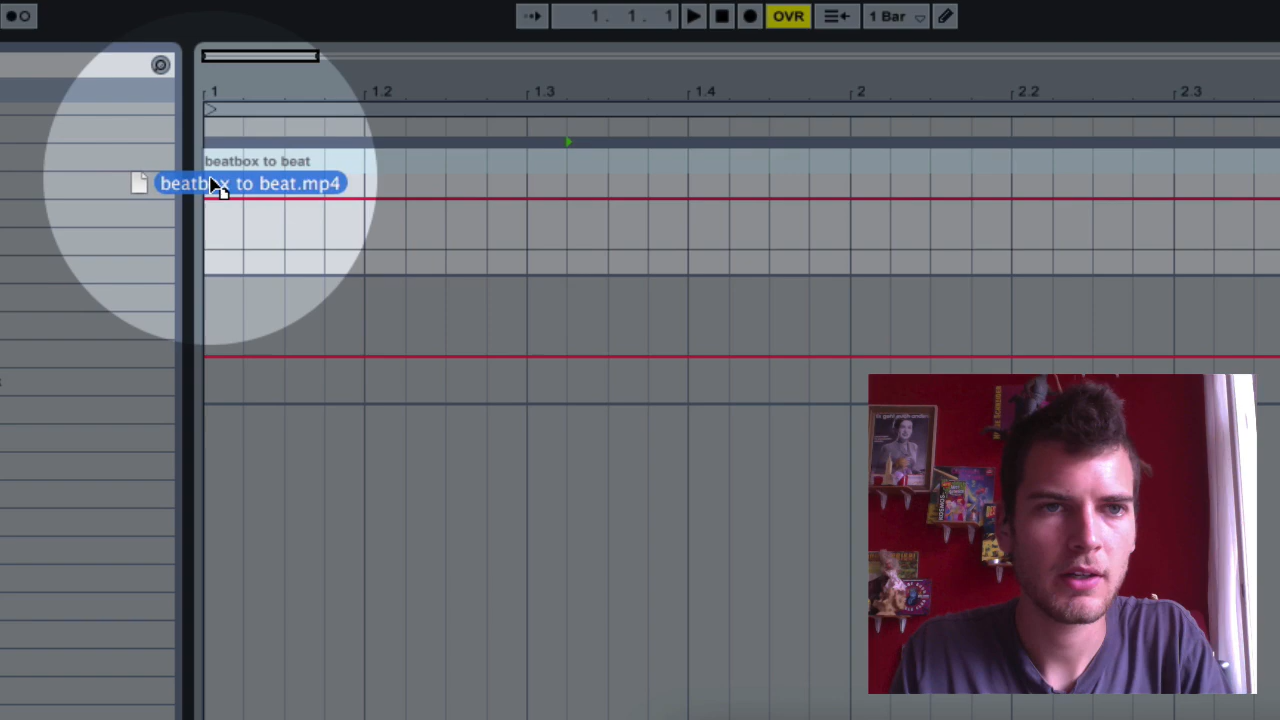 1. 1. 1
OVR
1 Bar
1
1.2
1.3
1.4
2
2.2
2.3
beatbox to beat
beatbox to beat.mp4
KOSMOS